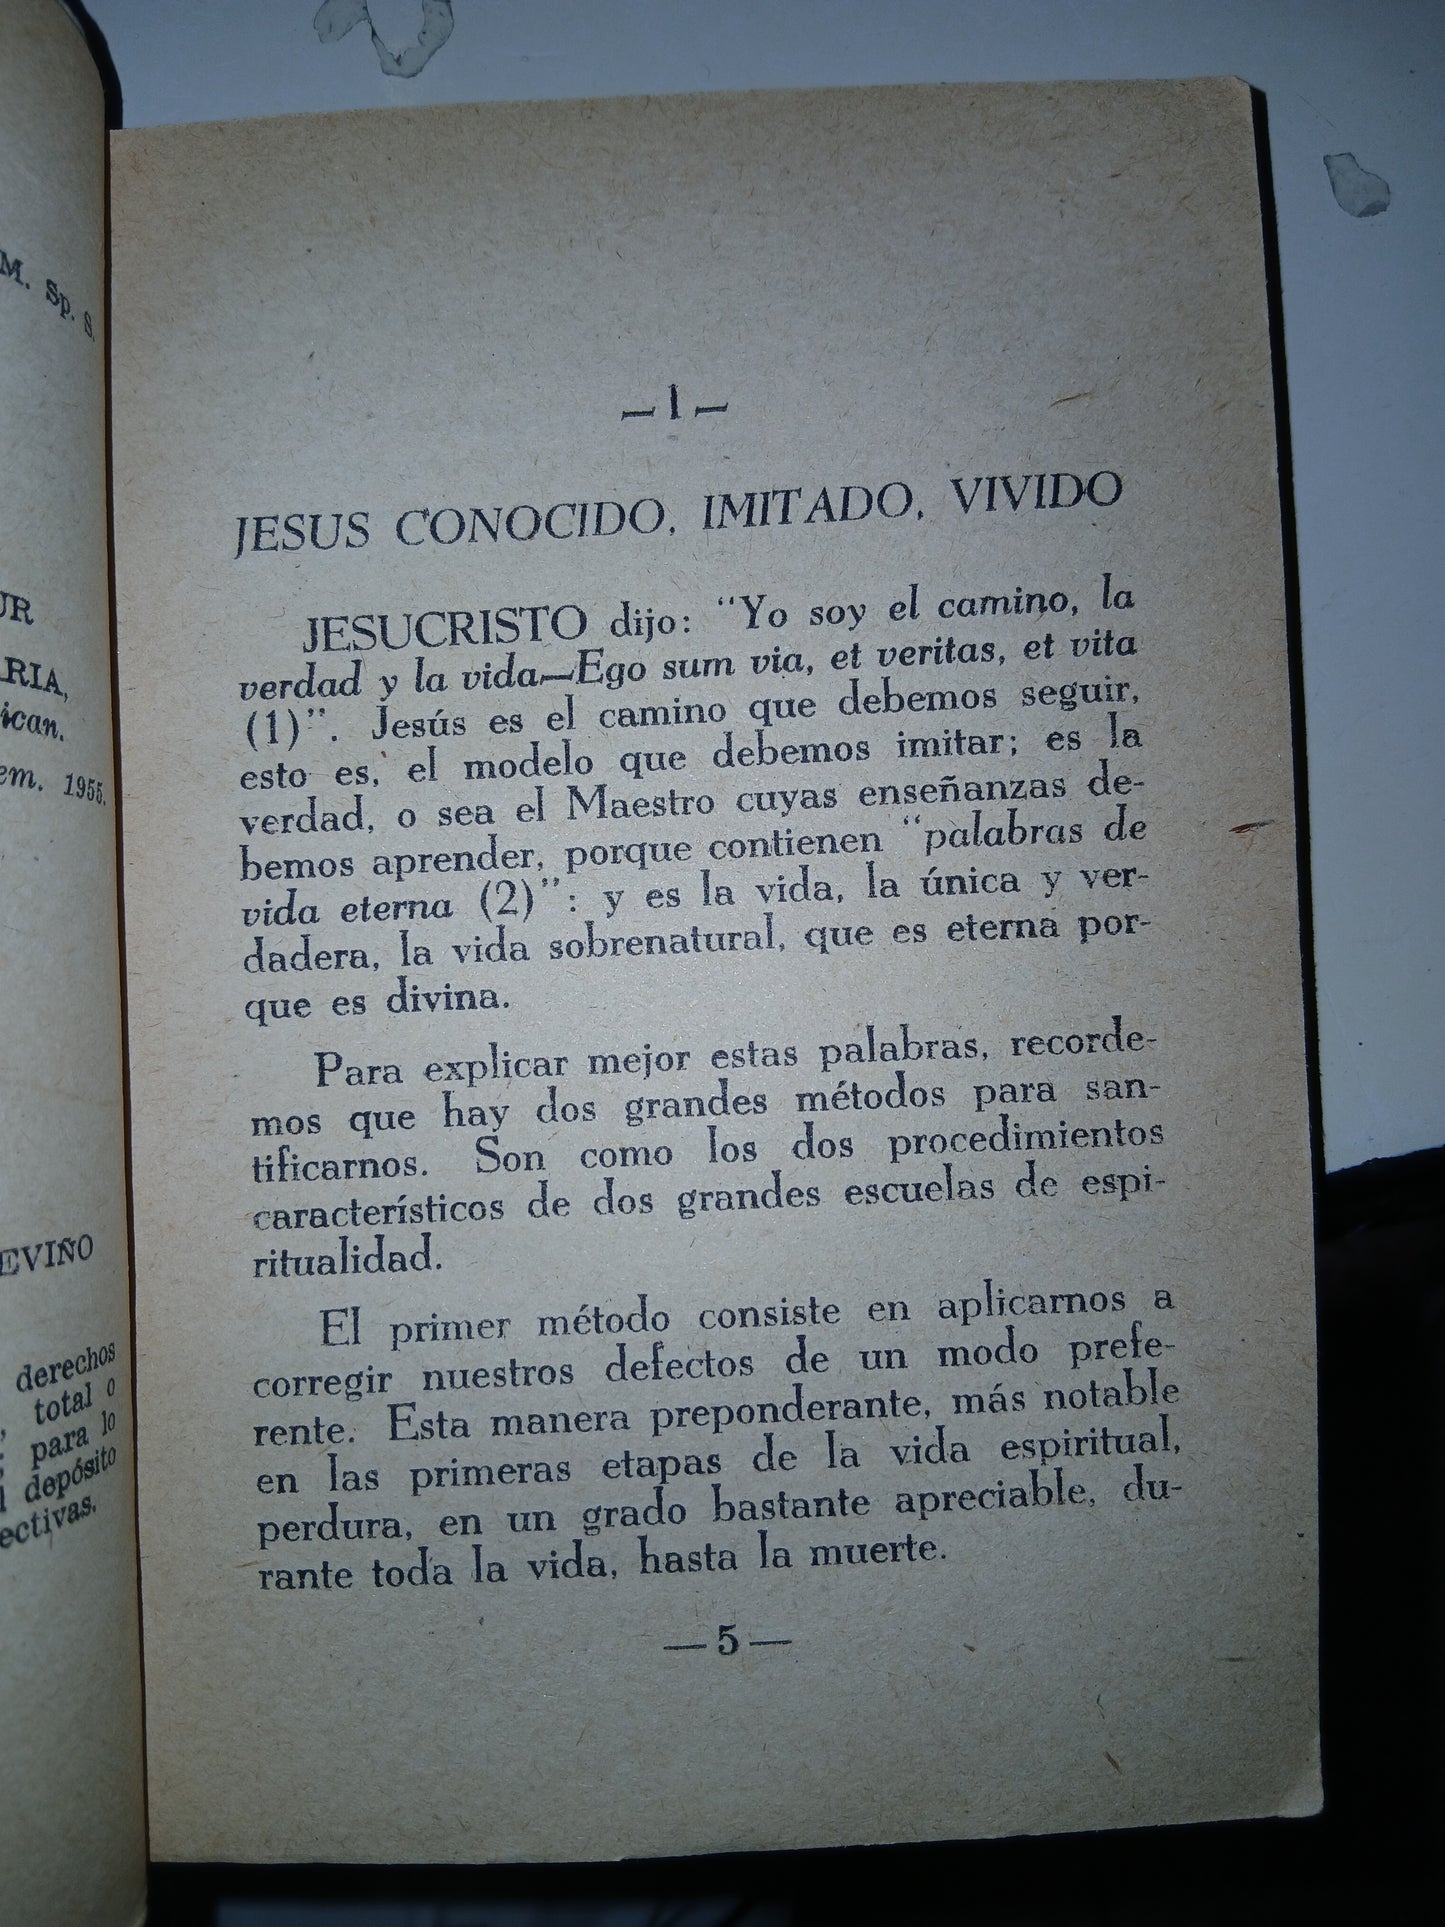 M. Sp. S.
UR
ARIA,
ican.
em. 1955.
EVIÑO
derechos
total o
para lo
depósito
ectivas.
— I —
JESUS CONOCIDO, IMITADO, VIVIDO
JESUCRISTO dijo: "Yo soy el camino, la
verdad y la vida—Ego sum via, et veritas, et vita
(1)". Jesús es el camino que debemos seguir,
esto es, el modelo que debemos imitar; es la
verdad, o sea el Maestro cuyas enseñanzas de-
bemos aprender, porque contienen "palabras de
vida eterna (2)": y es la vida, la única y ver-
dadera, la vida sobrenatural, que es eterna por-
que es divina.
Para explicar mejor estas palabras, recorde-
mos que hay dos grandes métodos para san-
tificarnos. Son como los dos procedimientos
característicos de dos grandes escuelas de espi-
ritualidad.
El primer método consiste en aplicarnos a
corregir nuestros defectos de un modo prefe-
rente. Esta manera preponderante, más notable
en las primeras etapas de la vida espiritual,
perdura, en un grado bastante apreciable, du-
rante toda la vida, hasta la muerte.
— 5 —